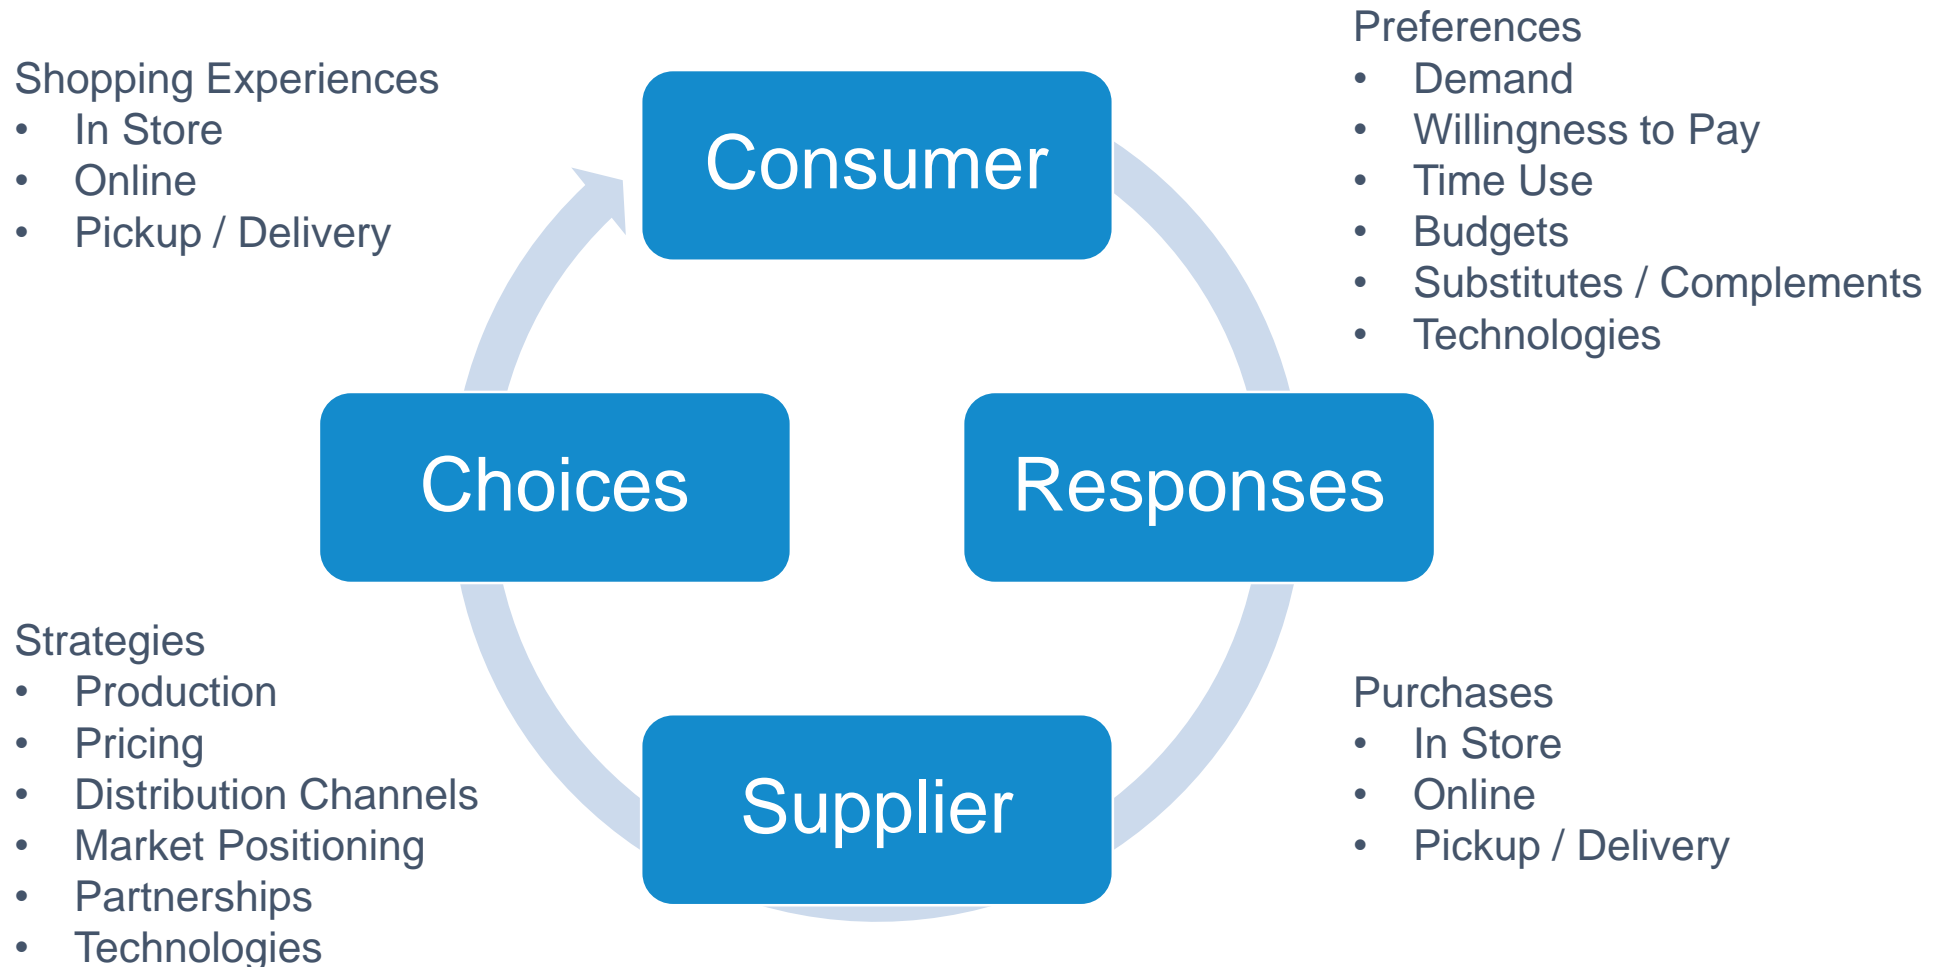 Shopping Experiences
• In Store
• Online
• Pickup / Delivery
Consumer
Preferences
• Demand
• Willingness to Pay
• Time Use
• Budgets
• Substitutes / Complements
• Technologies
Choices
Responses
Strategies
• Production
• Pricing
• Distribution Channels
• Market Positioning
• Partnerships
• Technologies
Supplier
Purchases
• In Store
• Online
• Pickup / Delivery